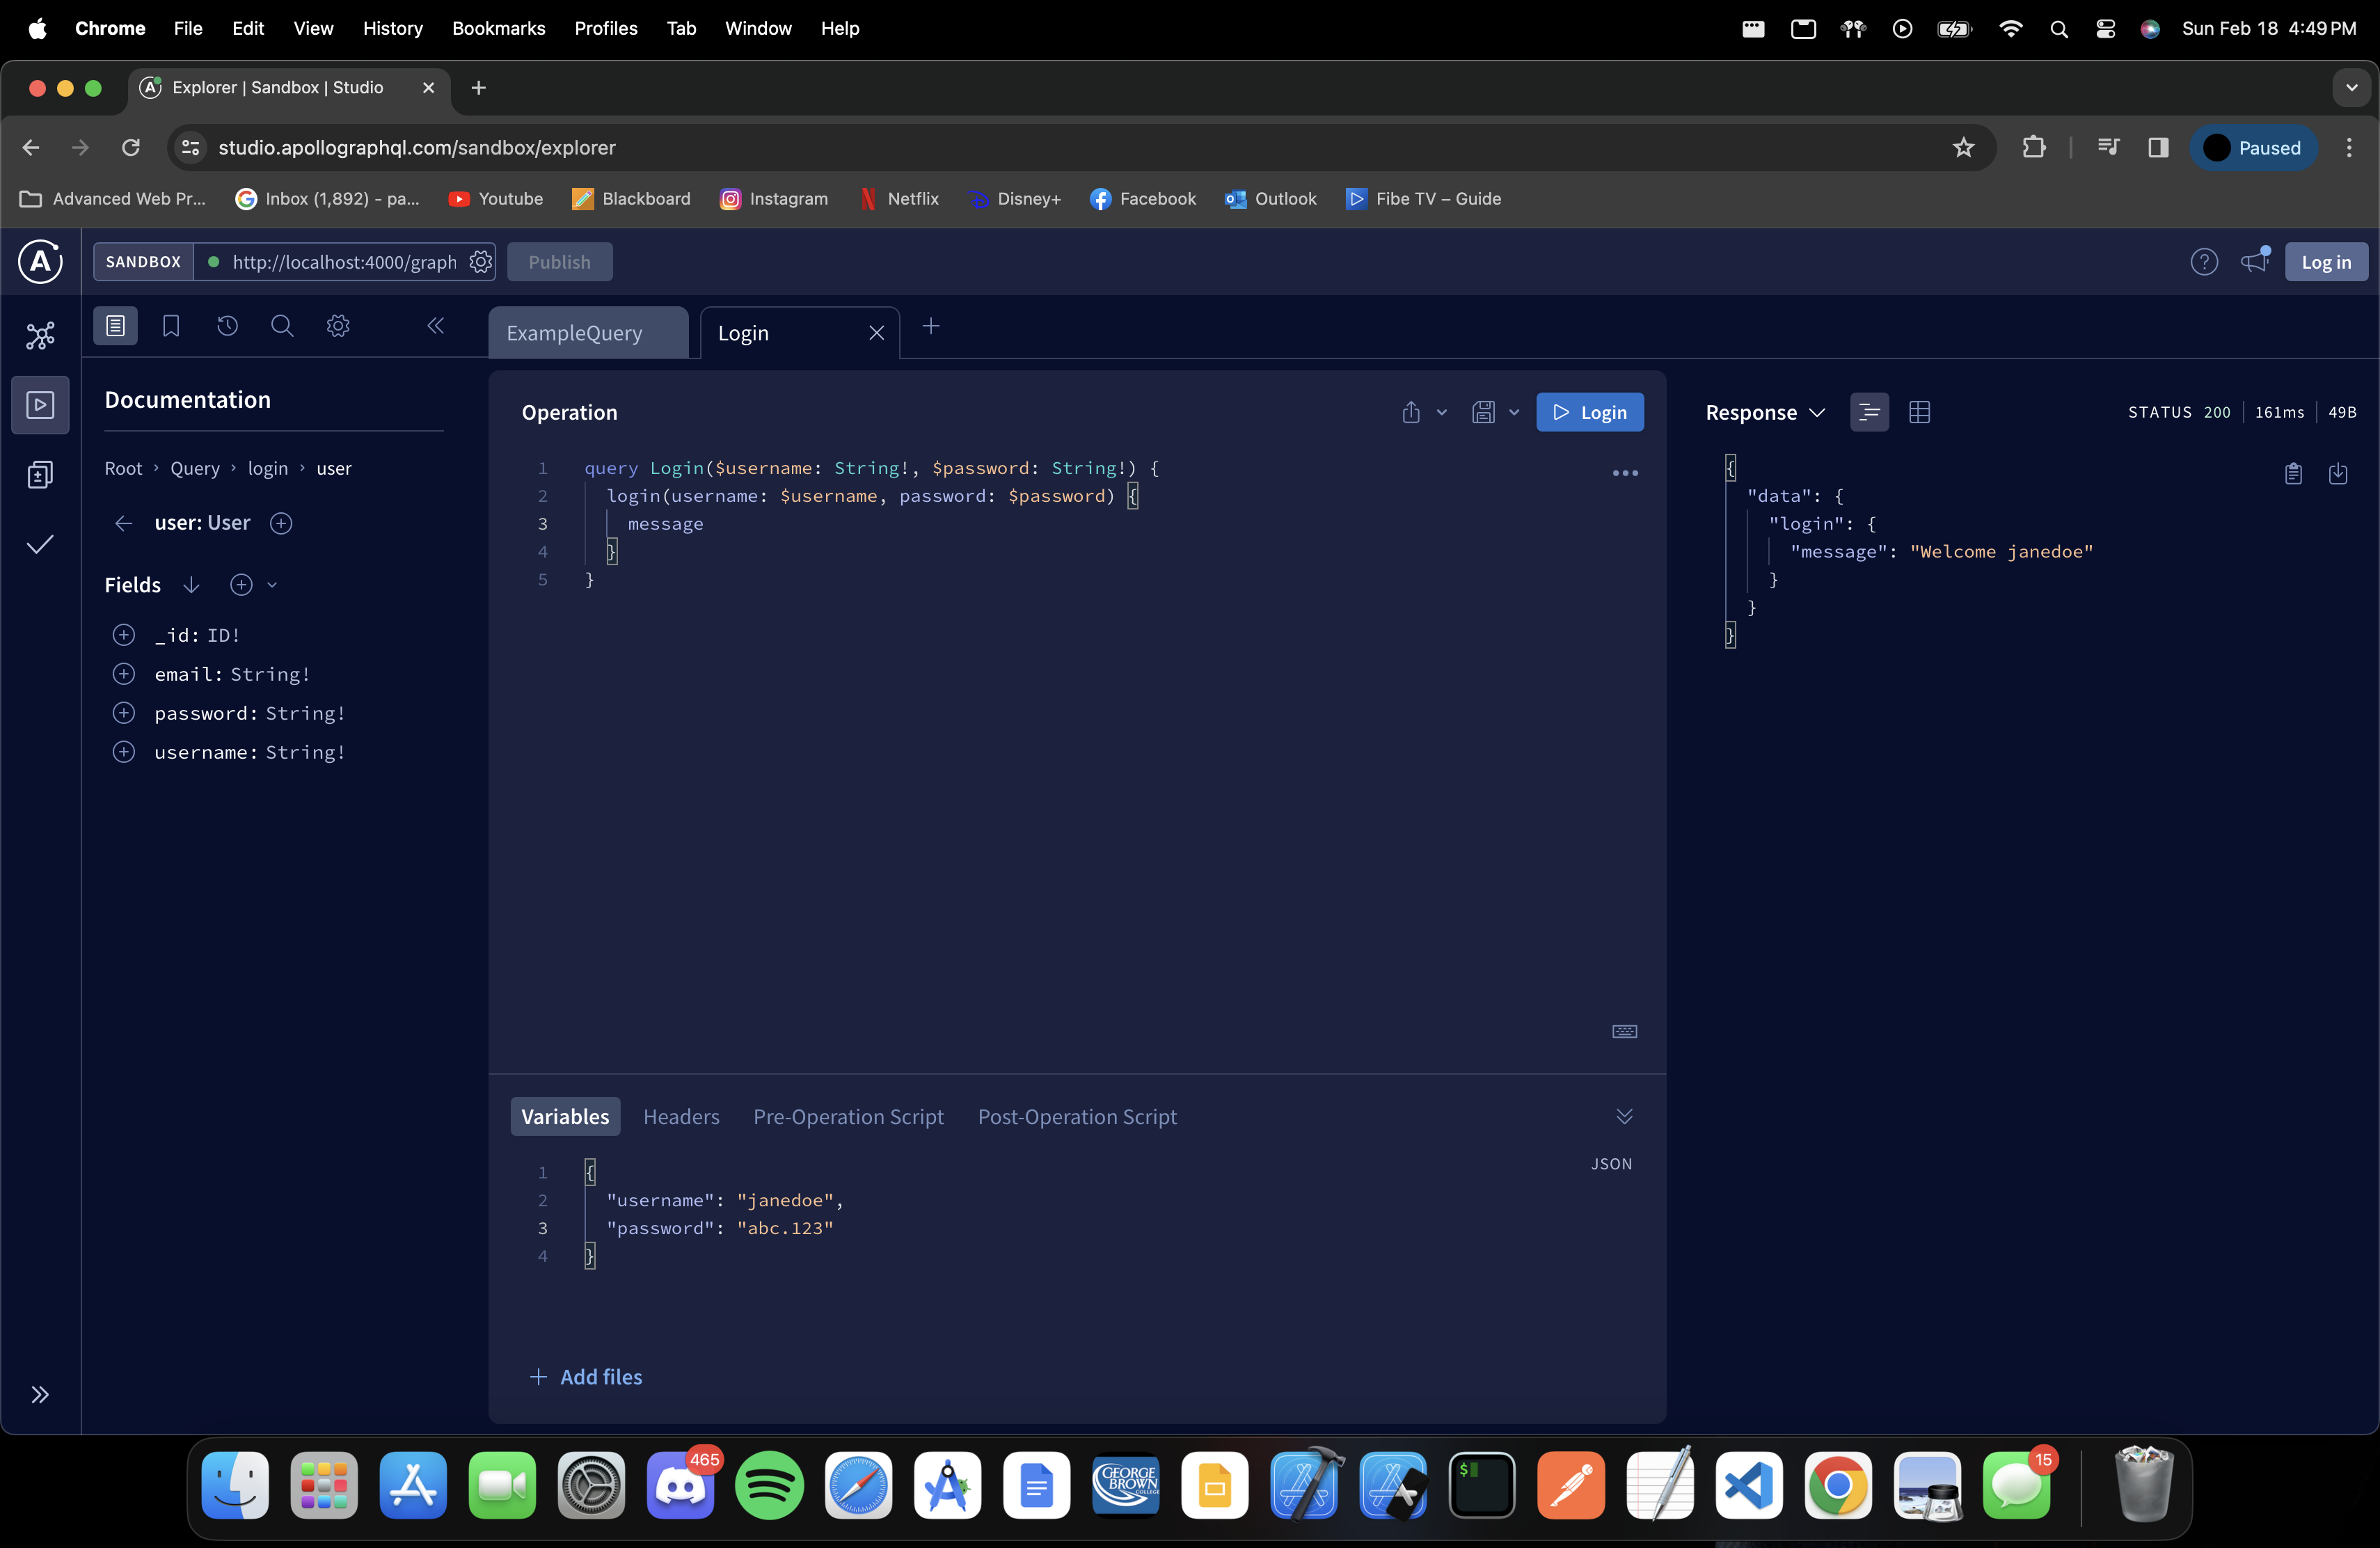 Chrome File Edit View History Bookmarks Profiles Tab Window Help Sun Feb 18 4:49 PM
Explorer | Sandbox | Studio
studio.apollographql.com/sandbox/explorer Paused
Advanced Web Pr... Inbox (1,892) - pa... Youtube Blackboard Instagram Netflix Disney+ Facebook Outlook Fibe TV – Guide
SANDBOX http://localhost:4000/graph Publish Log in
ExampleQuery Login
Documentation
Root › Query › login › user
user: User
Fields
_id: ID!
email: String!
password: String!
username: String!
Operation Login
1 query Login($username: String!, $password: String!) {
2 login(username: $username, password: $password) {
3 message
4 }
5 }
Variables Headers Pre-Operation Script Post-Operation Script
JSON
1 {
2 "username": "janedoe",
3 "password": "abc.123"
4 }
+ Add files
Response STATUS 200 161ms 49B
{
"data": {
"login": {
"message": "Welcome janedoe"
}
}
}
465
GEORGE
BROWN
COLLEGE
$
15